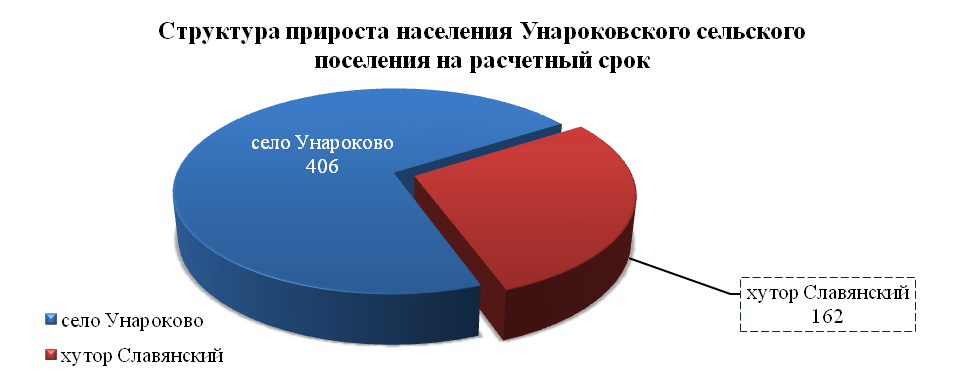 Структура прироста населения Унароковского сельского
поселения на расчетный срок
село Унароково
406
хутор Славянский
162
село Унароково
хутор Славянский